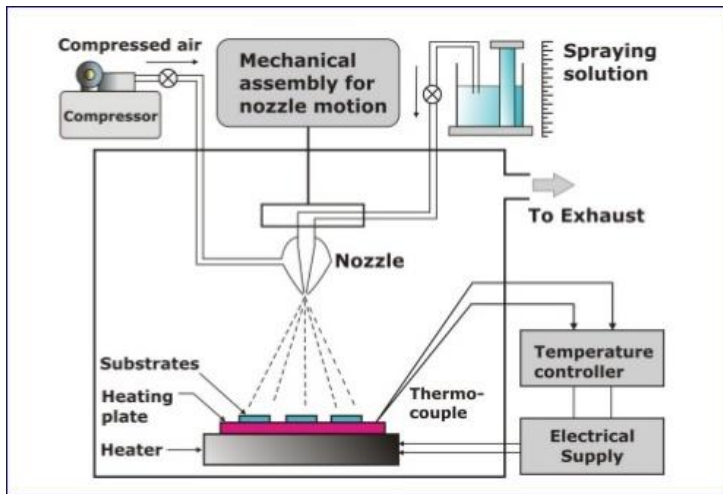 Compressed air
Compressor
Mechanical
assembly for
nozzle motion
Spraying
solution
To Exhaust
Nozzle
Substrates
Heating
plate
Heater
Thermo-
couple
Temperature
controller
Electrical
Supply